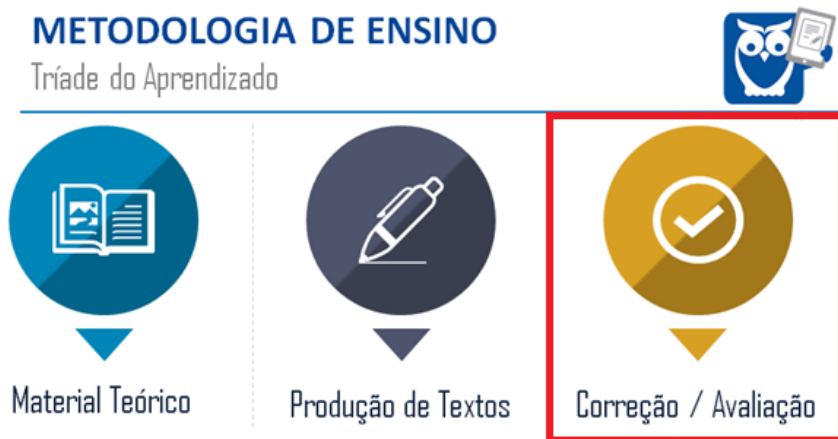 METODOLOGIA DE ENSINO
Tríade do Aprendizado
Material Teórico
Produção de Textos
Correção / Avaliação